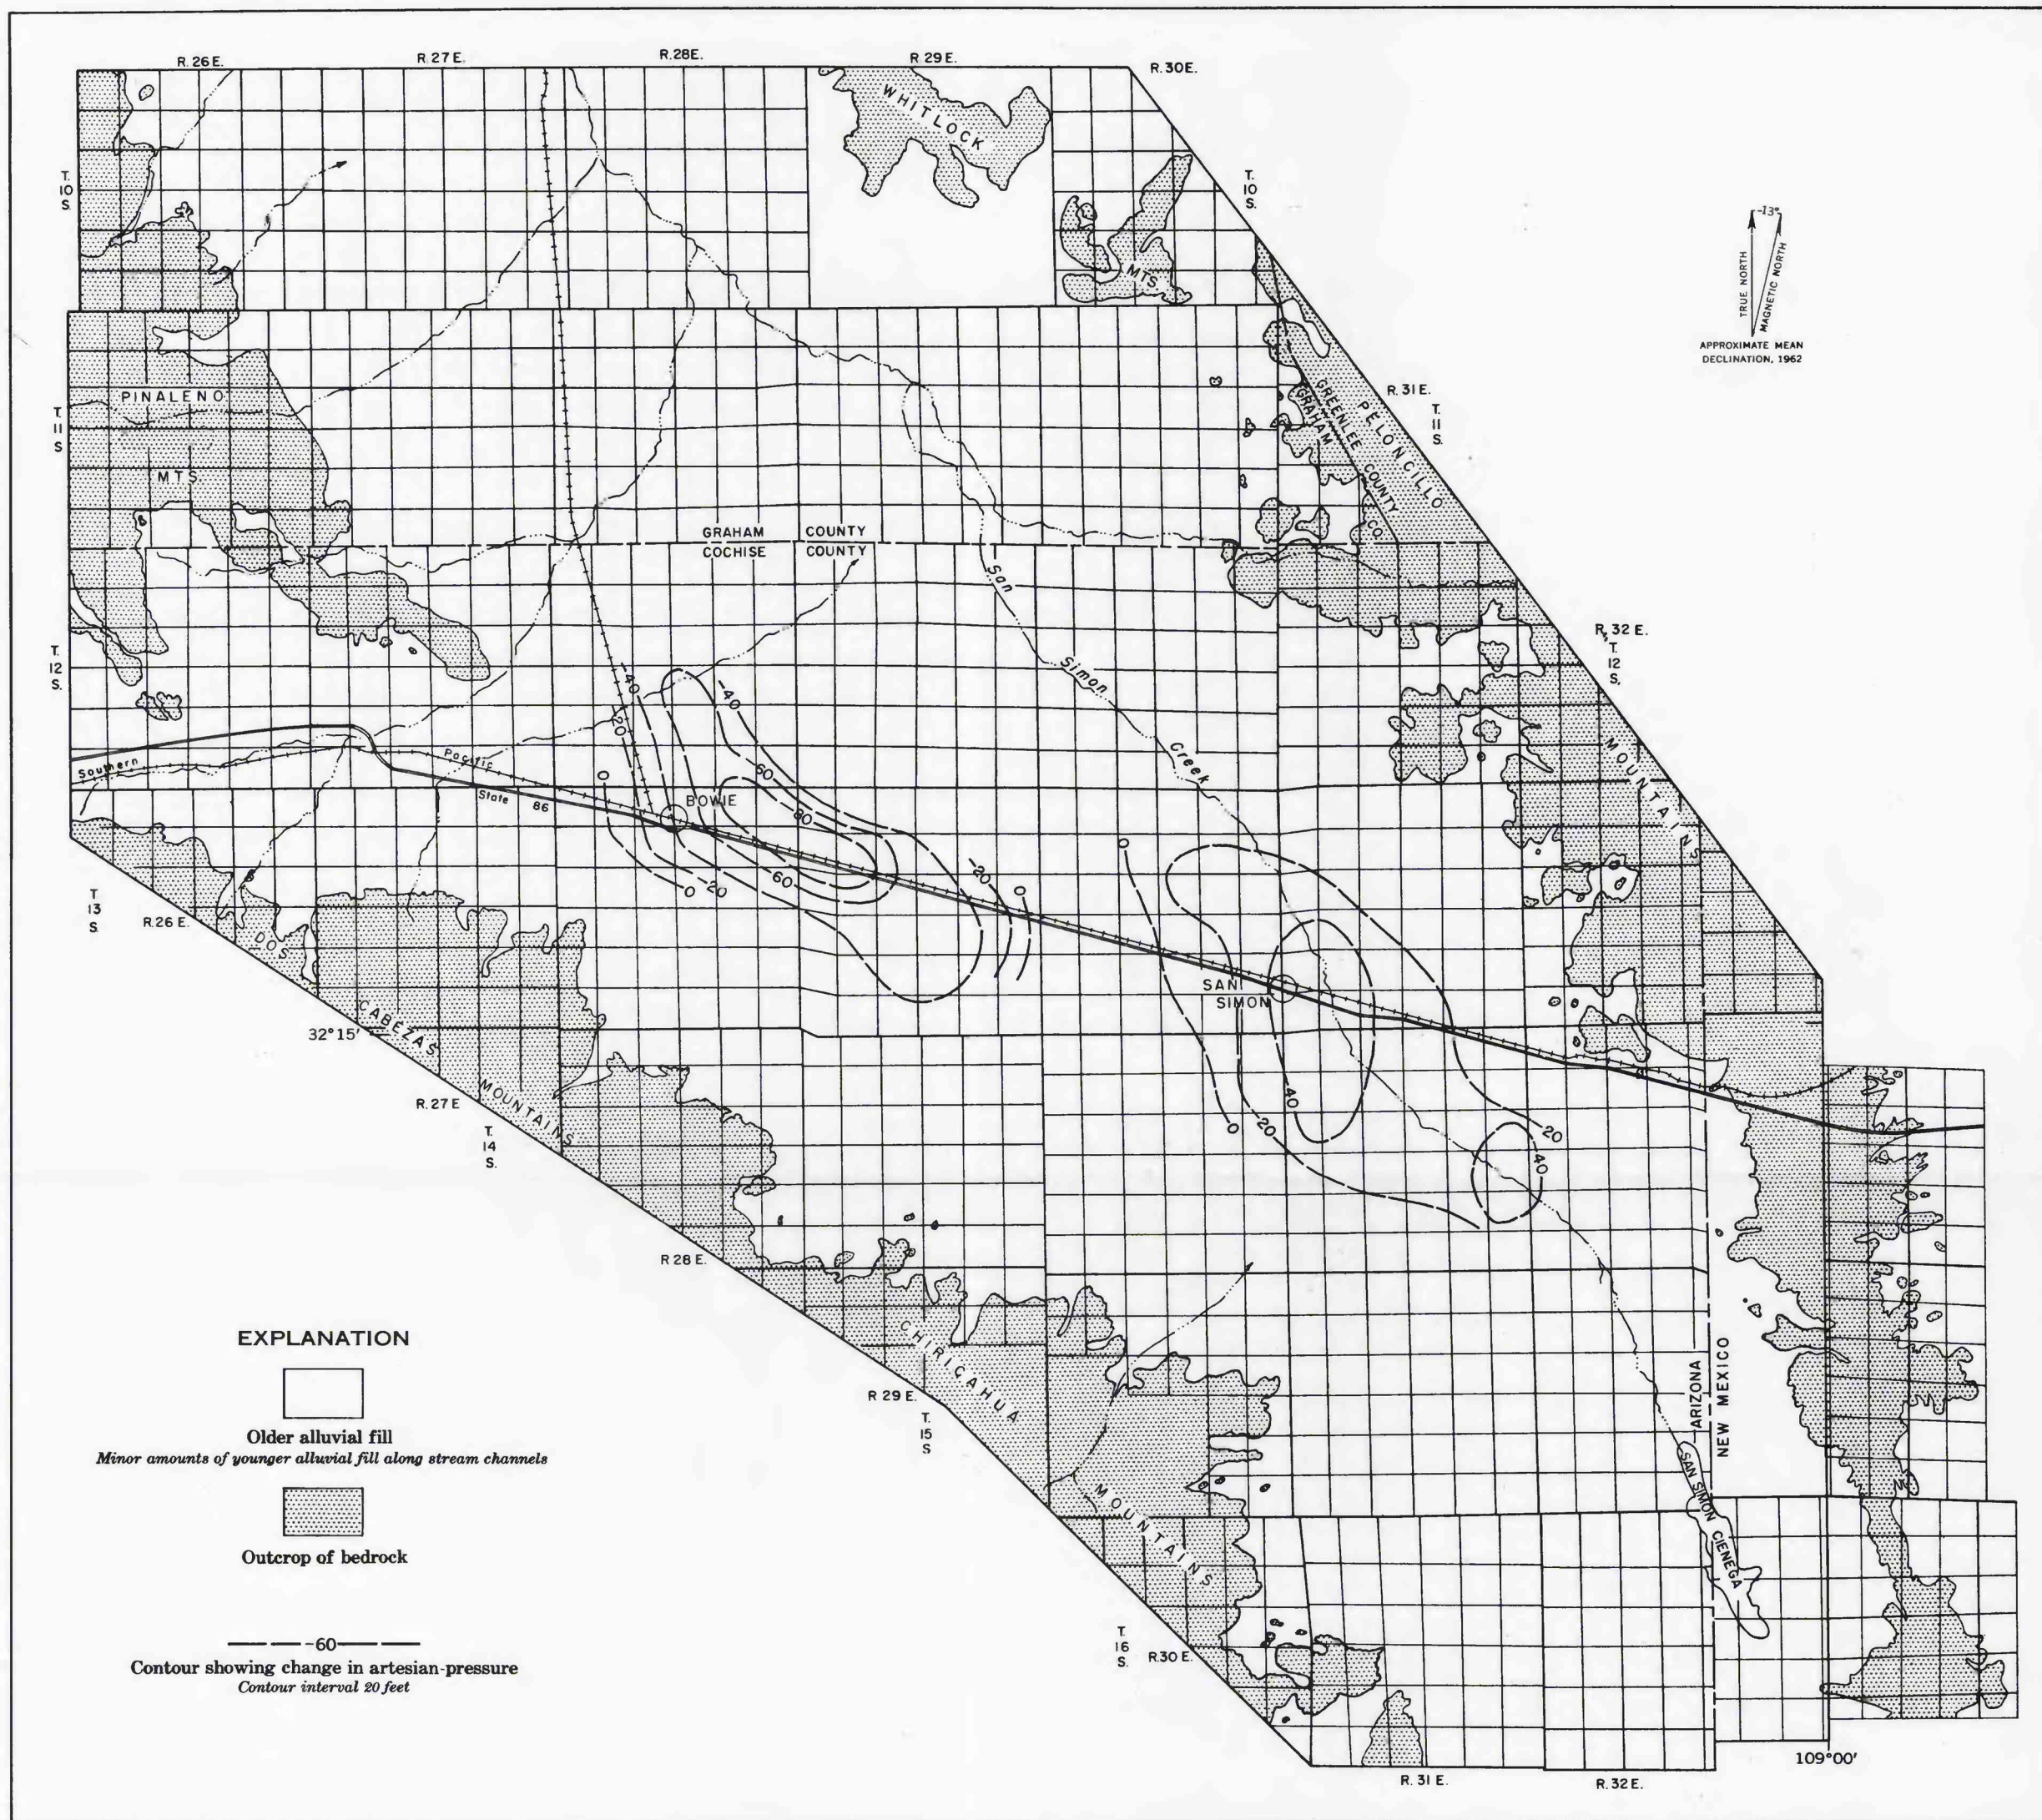 R. 26 E.
R. 27 E.
R. 28 E.
R 29 E.
R. 30 E.
WHITLOCK
MTS
T.
10
S.
T.
10
S.
-13°
TRUE NORTH
MAGNETIC NORTH
APPROXIMATE MEAN
DECLINATION, 1962
PINALENO
MTS
T.
11
S
R. 31 E.
T.
11
S.
GREENLEE COUNTY
GRAHAM CO.
PELONCILLO
MOUNTAINS
GRAHAM COUNTY
COCHISE COUNTY
San
Simon
Creek
R. 32 E.
T.
12
S.
T.
12
S.
-40
-20
-40
-60
-80
0
BOWIE
Southern
Pacific
State 86
0
-20
60
-20
0
0
SAN
SIMON
T
13
S
R. 26 E.
DOS
CABEZAS
MOUNTAINS
32°15'
R. 27 E
T.
14
S.
0
-20
-40
-20
-40
R 28 E.
CHIRICAHUA
MOUNTAINS
R 29 E.
T.
15
S
ARIZONA
NEW MEXICO
SAN SIMON CIENEGA
T.
16
S.
R.30 E.
R. 31 E.
R. 32 E.
109°00'
EXPLANATION
Older alluvial fill
Minor amounts of younger alluvial fill along stream channels
Outcrop of bedrock
-60
Contour showing change in artesian-pressure
Contour interval 20 feet